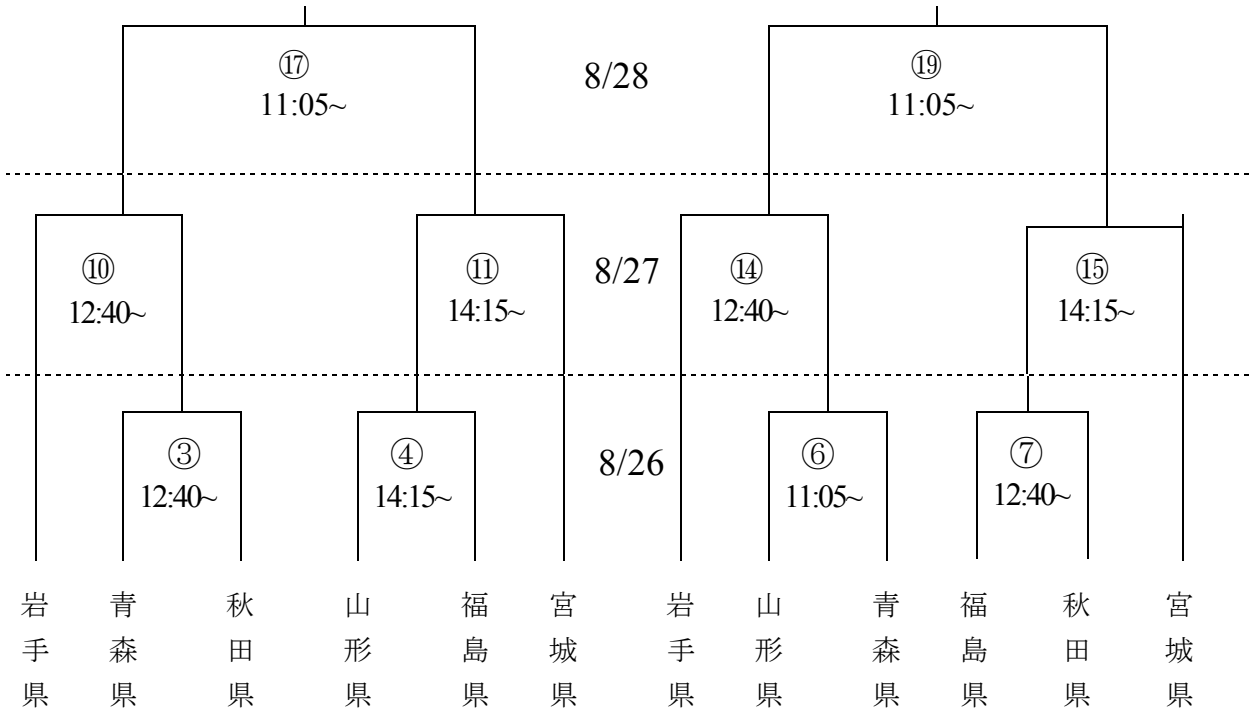 ⑰
11:05~
8/28
⑲
11:05~
⑩
12:40~
⑪
14:15~
8/27
⑭
12:40~
⑮
14:15~
③
12:40~
④
14:15~
8/26
⑥
11:05~
⑦
12:40~
岩手県
青森県
秋田県
山形県
福島県
宮城県
岩手県
山形県
青森県
福島県
秋田県
宮城県